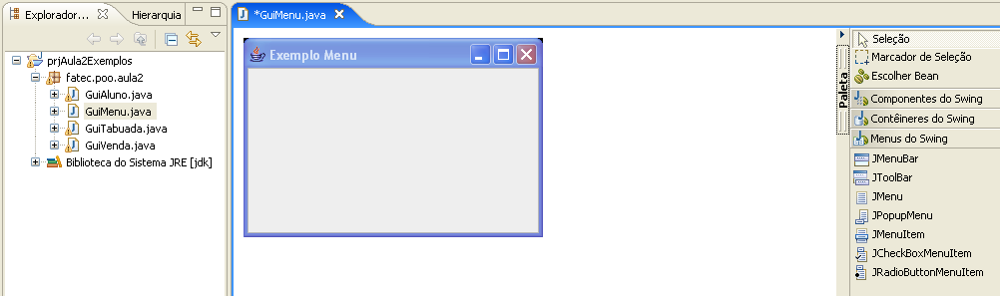 Explorador...
Hierarquia
prjAula2Exemplos
fatec.poo.aula2
GuiAluno.java
GuiMenu.java
GuiTabuada.java
GuiVenda.java
Biblioteca do Sistema JRE [jdk]
*GuiMenu.java
Exemplo Menu
Paleta
Seleção
Marcador de Seleção
Escolher Bean
Componentes do Swing
Contêineres do Swing
Menus do Swing
JMenuBar
JToolBar
JMenu
JPopupMenu
JMenuItem
JCheckBoxMenuItem
JRadioButtonMenuItem